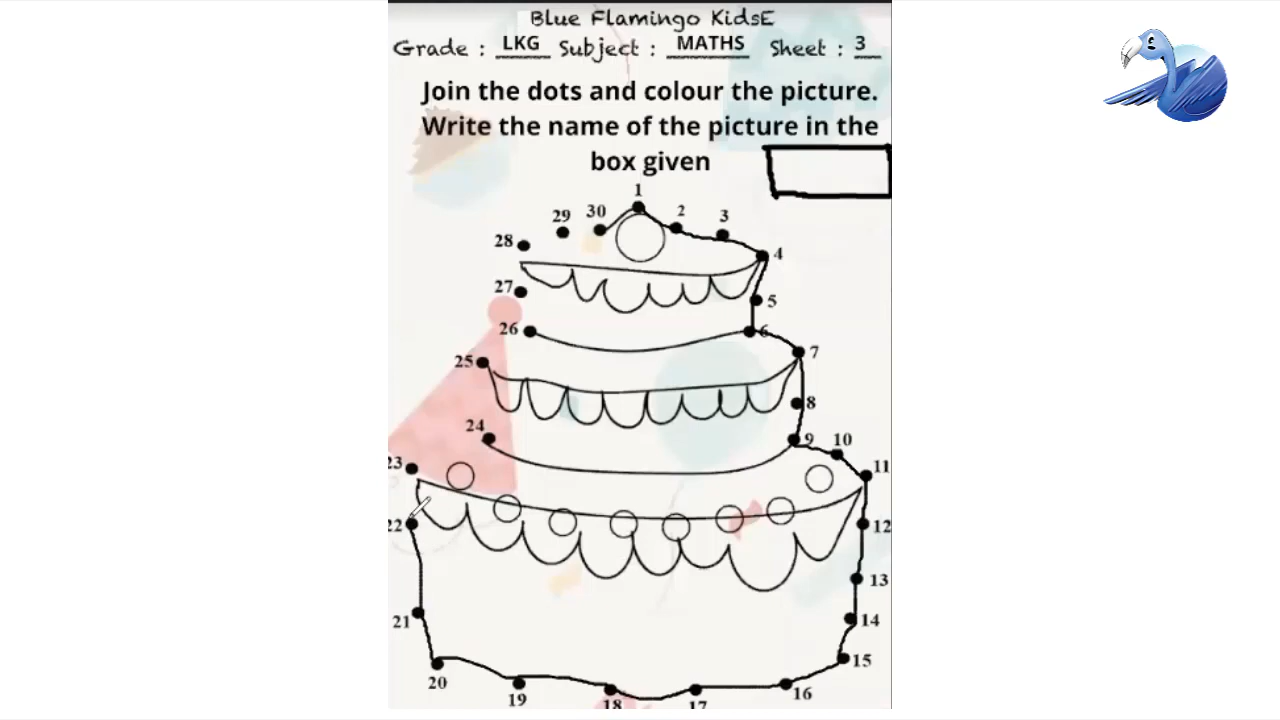 Blue Flamingo KidsE
Grade : LKG Subject : MATHS Sheet : 3
Join the dots and colour the picture.
Write the name of the picture in the
box given
1
30 2 3
29
28 4
27 5
26 6
25 7
8
24 9 10
23 11
22 12
13
21 14
20 15
19 18 17 16